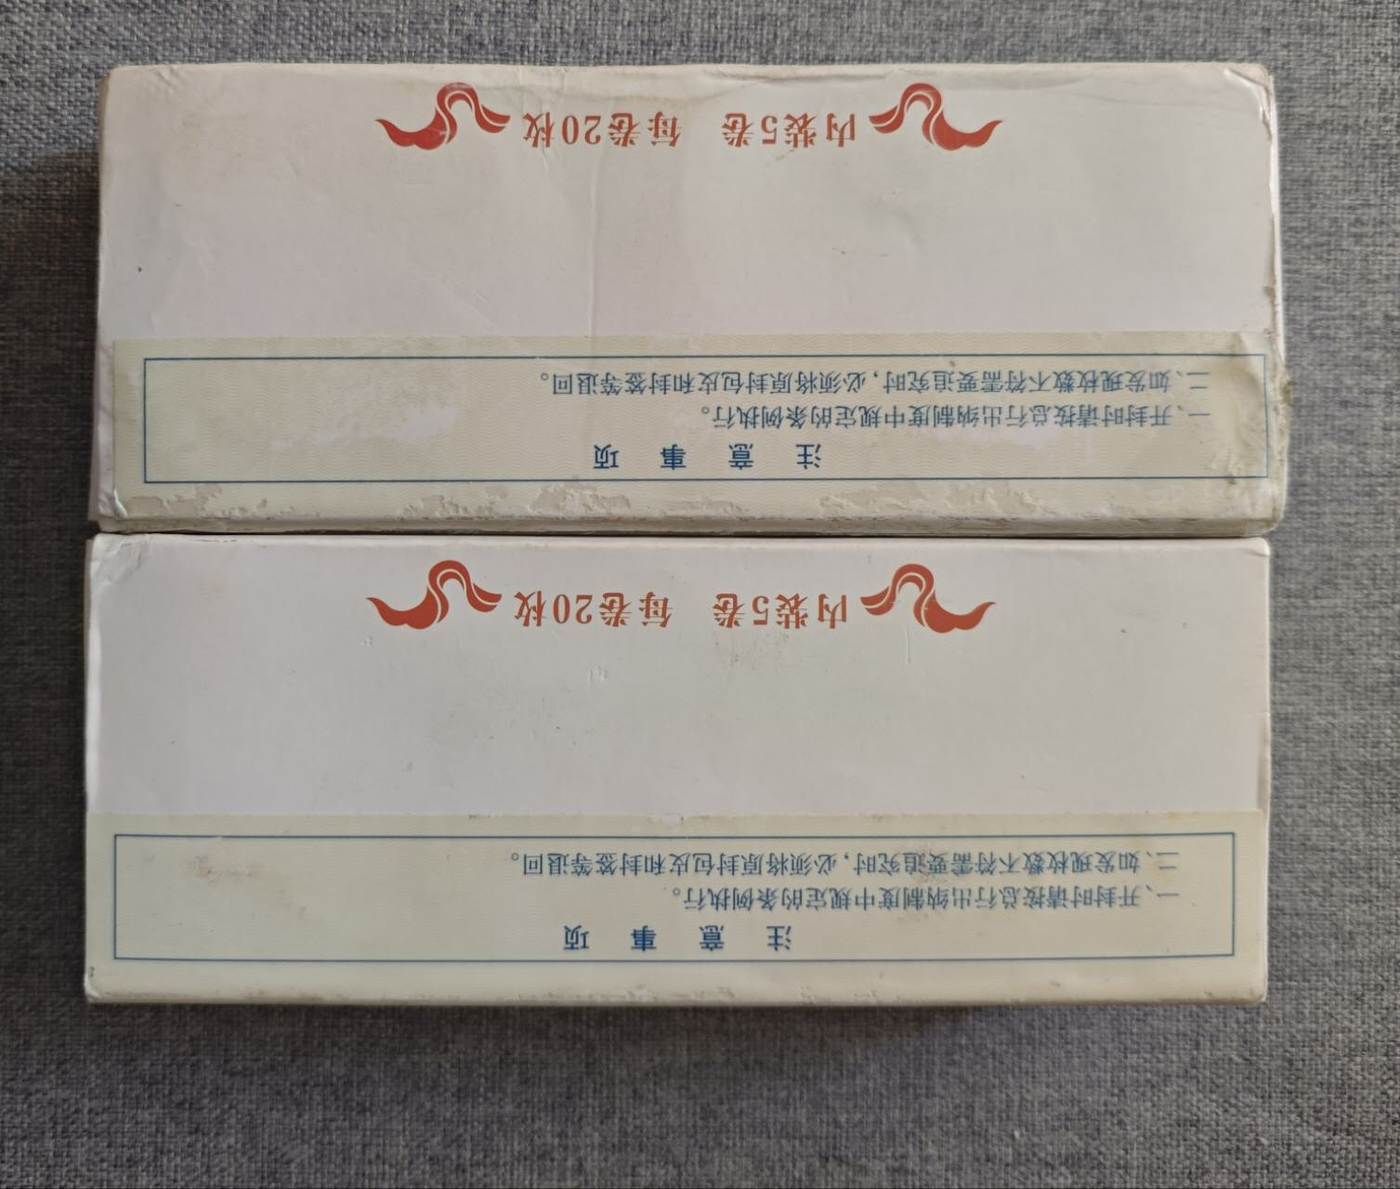 注意事项
一、开封时请按总行出纳制度中规定的条例执行。
二、如发现枚数不符需要追究时，必须将原封包皮和封签等退回。
内装5卷 每卷20枚
注意事项
一、开封时请按总行出纳制度中规定的条例执行。
二、如发现枚数不符需要追究时，必须将原封包皮和封签等退回。
内装5卷 每卷20枚